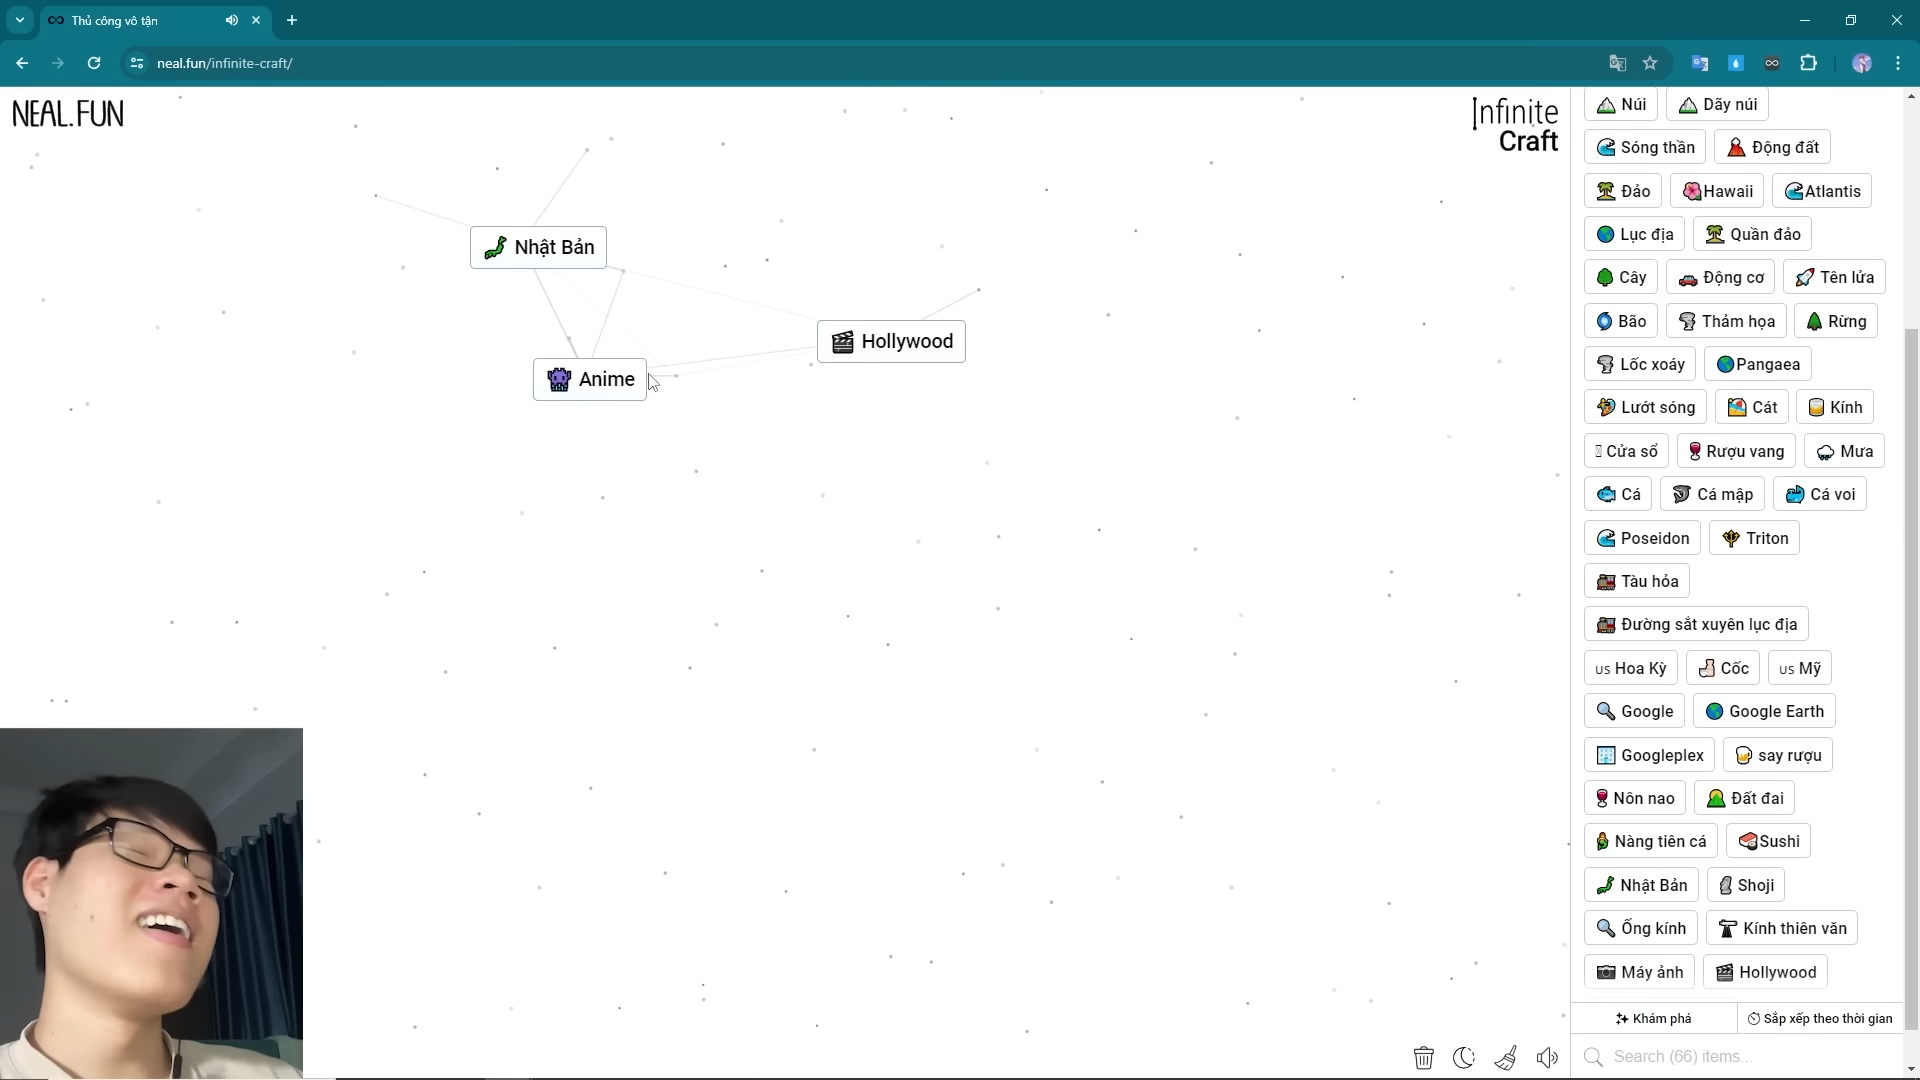 Thủ công vô tận
neal.fun/infinite-craft/
NEAL.FUN
Infinite
Craft
Nhật Bản
Hollywood
Anime
Núi
Dãy núi
Sóng thần
Động đất
Đảo
Hawaii
Atlantis
Lục địa
Quần đảo
Cây
Động cơ
Tên lửa
Bão
Thảm họa
Rừng
Lốc xoáy
Pangaea
Lướt sóng
Cát
Kính
Cửa sổ
Rượu vang
Mưa
Cá
Cá mập
Cá voi
Poseidon
Triton
Tàu hỏa
Đường sắt xuyên lục địa
US Hoa Kỳ
Cốc
US Mỹ
Google
Google Earth
Googleplex
say rượu
Nôn nao
Đất đai
Nàng tiên cá
Sushi
Nhật Bản
Shoji
Ống kính
Kính thiên văn
Máy ảnh
Hollywood
Khám phá
Sắp xếp theo thời gian
Search (66) items...